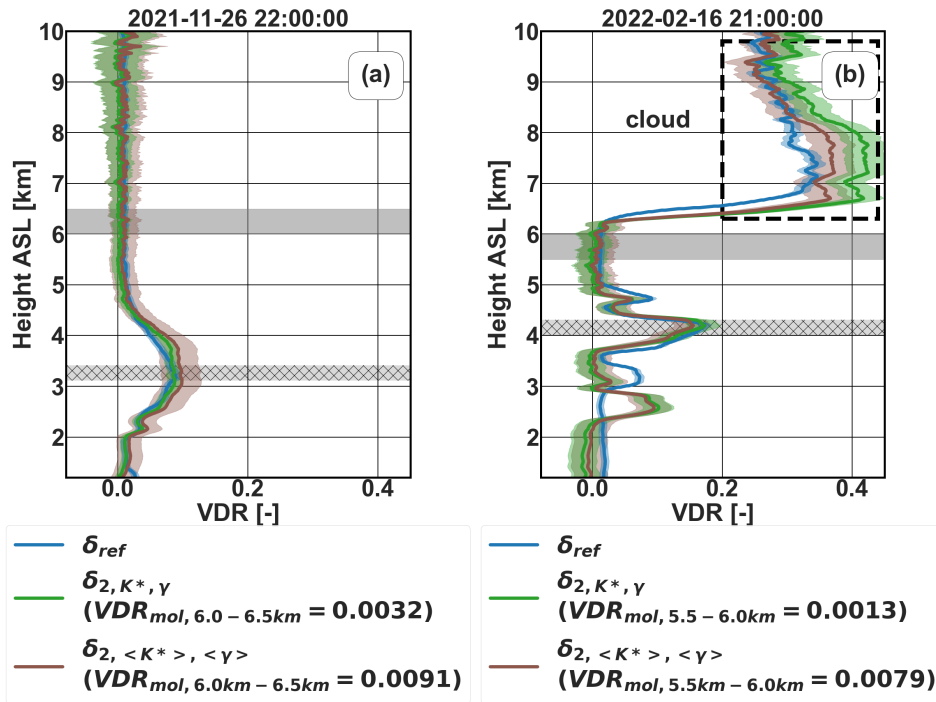 2021-11-26 22:00:00
(a)
10
9
8
7
6
5
4
3
2
Height ASL [km]
0.0 0.2 0.4
VDR [-]
2022-02-16 21:00:00
(b)
cloud
10
9
8
7
6
5
4
3
2
Height ASL [km]
0.0 0.2 0.4
VDR [-]
δref
δ2, K*, γ
(VDRmol, 6.0 − 6.5km = 0.0032)
δ2, <K*>, <γ>
(VDRmol, 6.0km − 6.5km = 0.0091)
δref
δ2, K*, γ
(VDRmol, 5.5 − 6.0km = 0.0013)
δ2, <K*>, <γ>
(VDRmol, 5.5km − 6.0km = 0.0079)